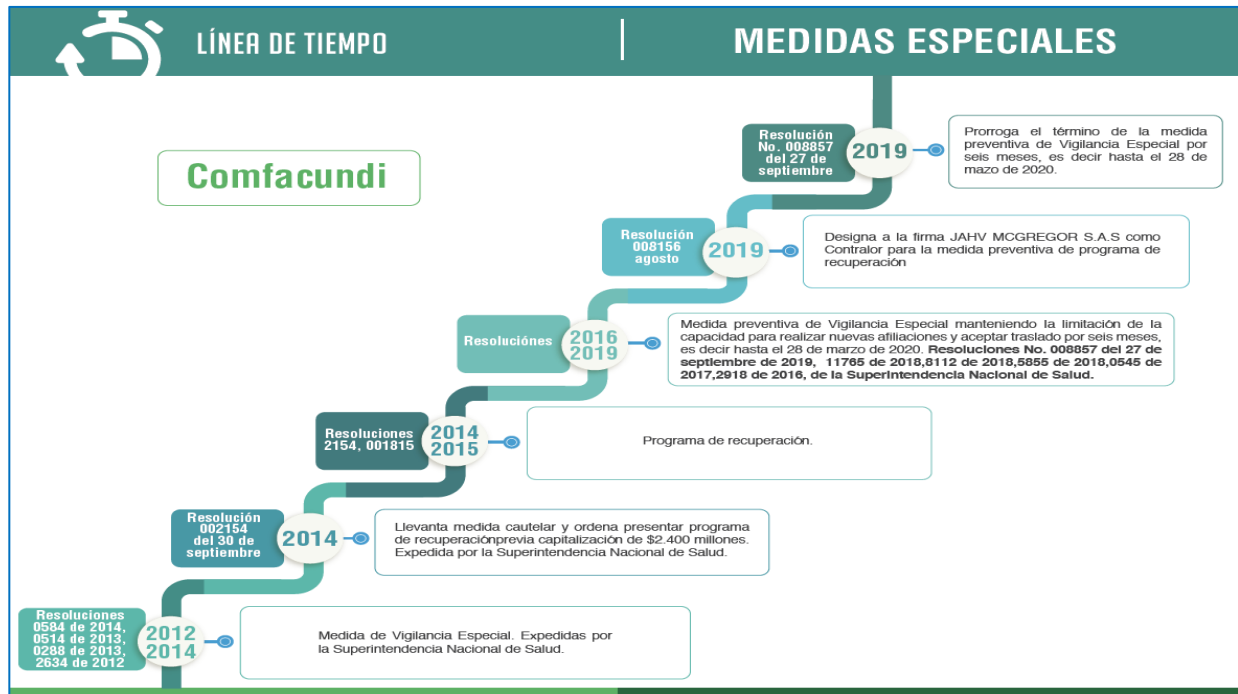 LÍNEA DE TIEMPO
MEDIDAS ESPECIALES
Comfacundi
Resolución
No. 008857
del 27 de
septiembre
2019
Prorroga el término de la medida
preventiva de Vigilancia Especial por
seis meses, es decir hasta el 28 de
mazo de 2020.
Resolución
008156
agosto
2019
Designa a la firma JAHV MCGREGOR S.A.S como
Contralor para la medida preventiva de programa de
recuperación
Resoluciónes
2016
2019
Medida preventiva de Vigilancia Especial manteniendo la limitación de la
capacidad para realizar nuevas afiliaciones y aceptar traslado por seis meses,
es decir hasta el 28 de marzo de 2020. Resoluciones No. 008857 del 27 de
septiembre de 2019, 11765 de 2018,8112 de 2018,5855 de 2018,0545 de
2017,2918 de 2016, de la Superintendencia Nacional de Salud.
Resoluciones
2154, 001815
2014
2015
Programa de recuperación.
Resolución
002154
del 30 de
septiembre
2014
Llevanta medida cautelar y ordena presentar programa
de recuperaciónprevia capitalización de $2.400 millones.
Expedida por la Superintendencia Nacional de Salud.
Resoluciones
0584 de 2014,
0514 de 2013,
0288 de 2013,
2634 de 2012
2012
2014
Medida de Vigilancia Especial. Expedidas por
la Superintendencia Nacional de Salud.